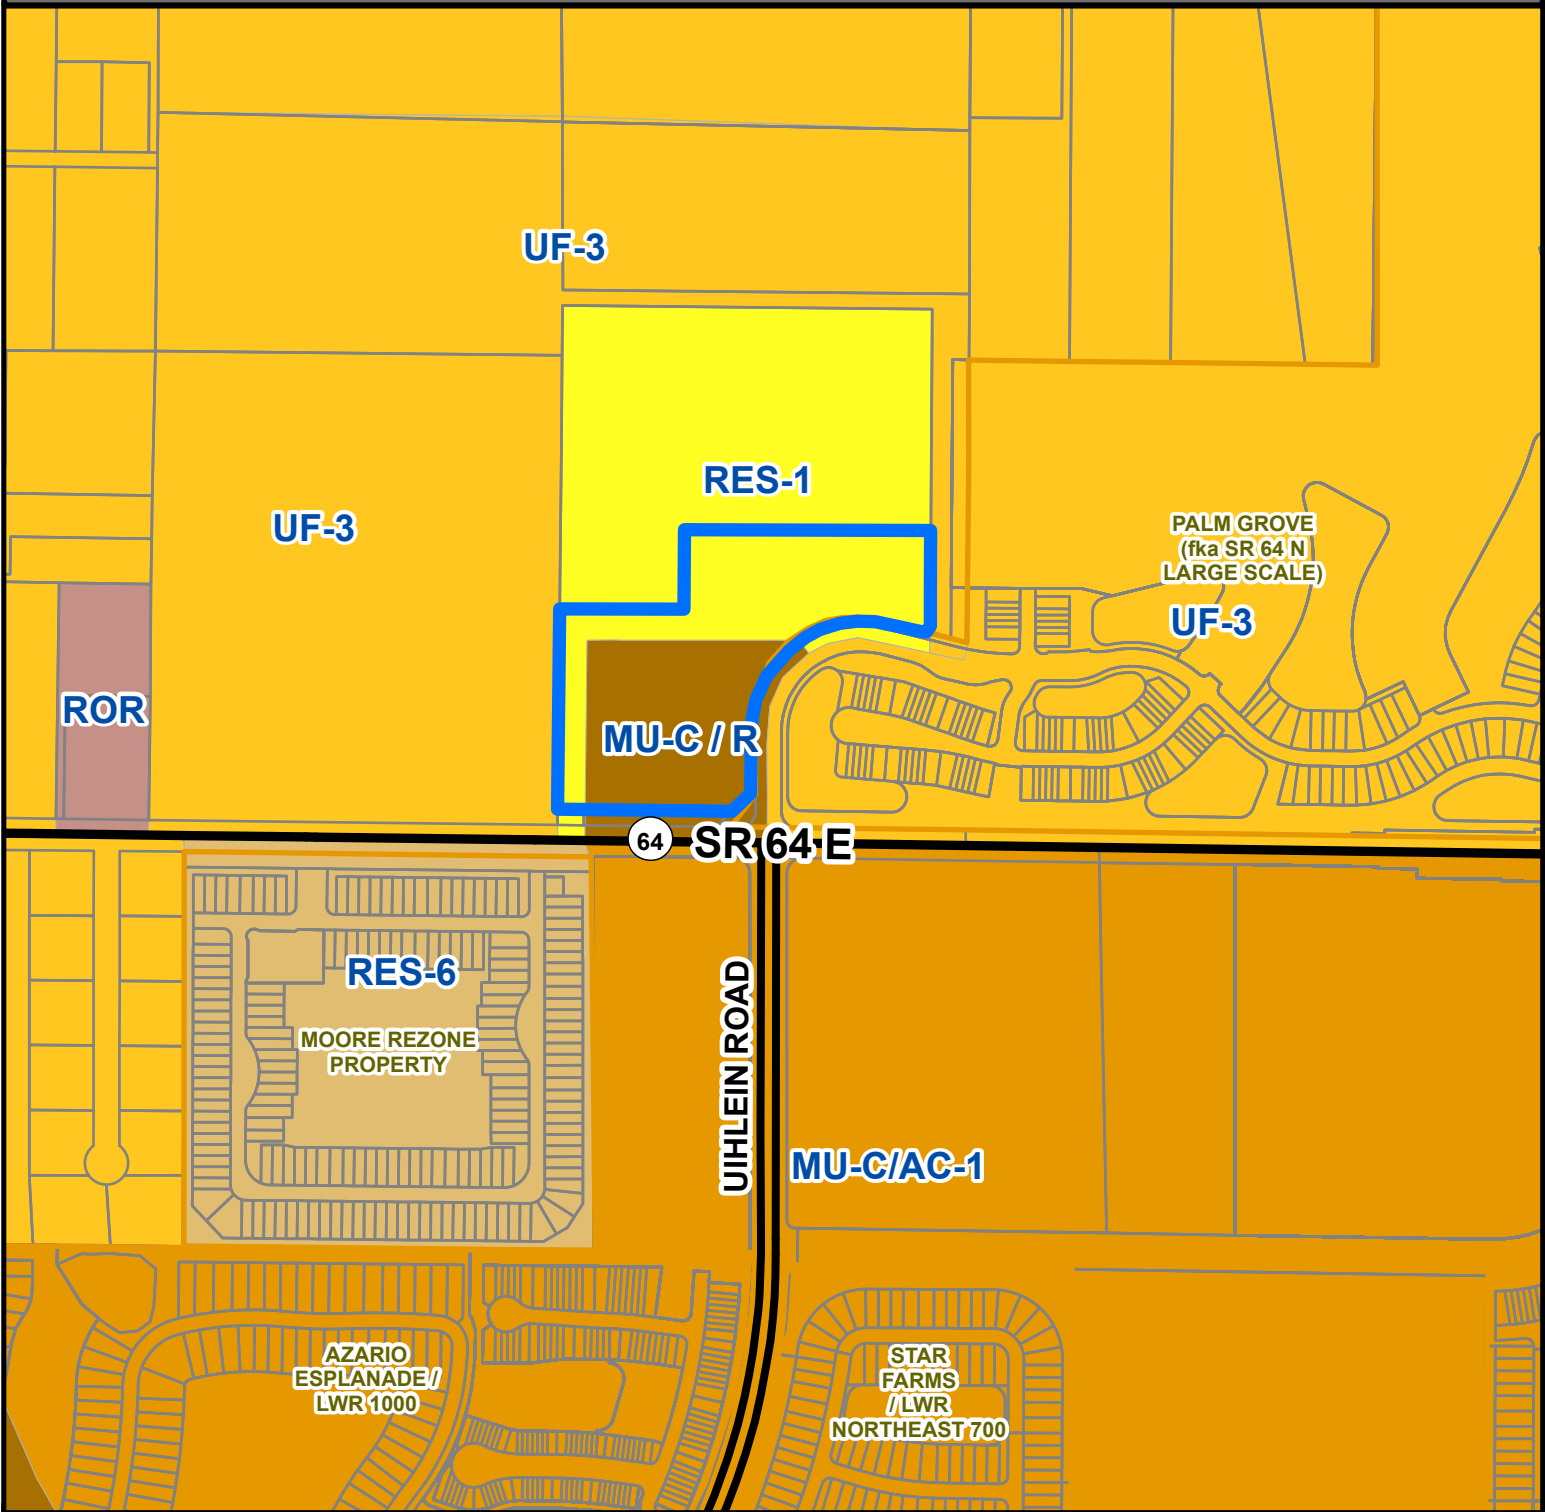 UF-3
RES-1
UF-3
PALM GROVE
(fka SR 64 N
LARGE SCALE)
UF-3
ROR
MU-C / R
64
SR 64 E
RES-6
MOORE REZONE
PROPERTY
UIHLEIN ROAD
MU-C/AC-1
AZARIO
ESPLANADE /
LWR 1000
STAR
FARMS
/ LWR
NORTHEAST 700